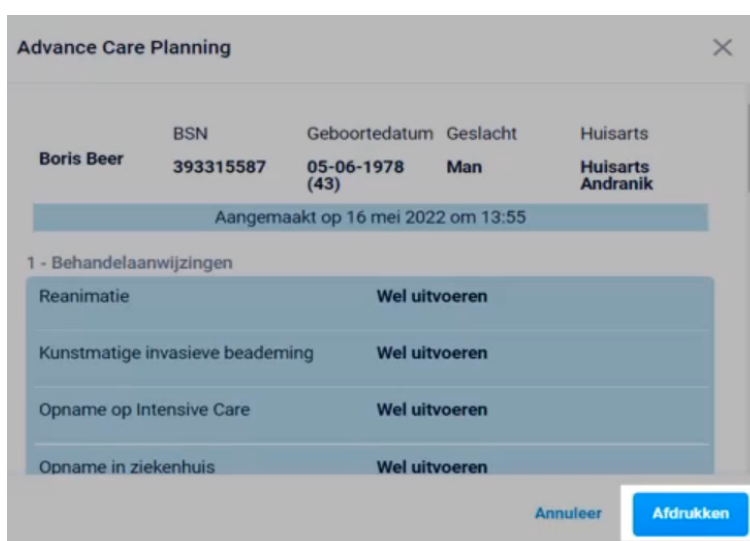 Advance Care Planning
BSN Geboortedatum Geslacht Huisarts
Boris Beer 393315587 05-06-1978 (43) Man Huisarts Andranik
Aangemaakt op 16 mei 2022 om 13:55
1 - Behandelaanwijzingen
Reanimatie Wel uitvoeren
Kunstmatige invasieve beademing Wel uitvoeren
Opname op Intensive Care Wel uitvoeren
Opname in ziekenhuis Wel uitvoeren
Annuleer Afdrukken